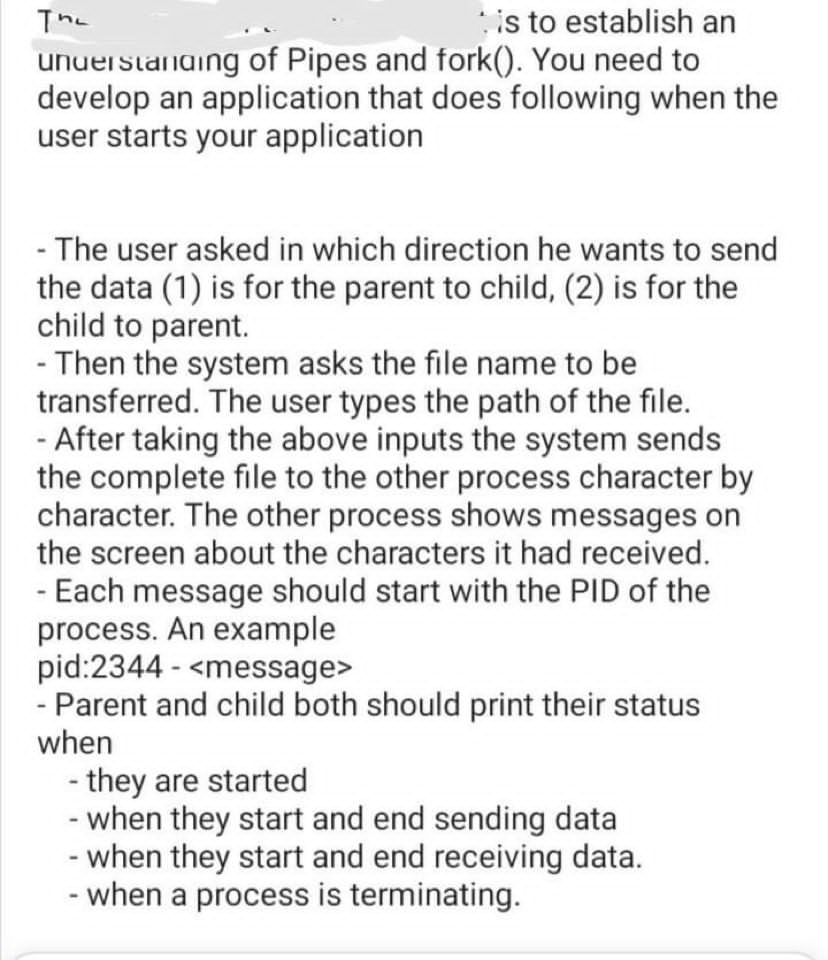 is to establish an
understanding of Pipes and fork(). You need to
develop an application that does following when the
user starts your application
- The user asked in which direction he wants to send
the data (1) is for the parent to child, (2) is for the
child to parent.
- Then the system asks the file name to be
transferred. The user types the path of the file.
- After taking the above inputs the system sends
the complete file to the other process character by
character. The other process shows messages on
the screen about the characters it had received.
- Each message should start with the PID of the
process. An example
pid:2344 - <message>
- Parent and child both should print their status
when
- they are started
- when they start and end sending data
- when they start and end receiving data.
- when a process is terminating.